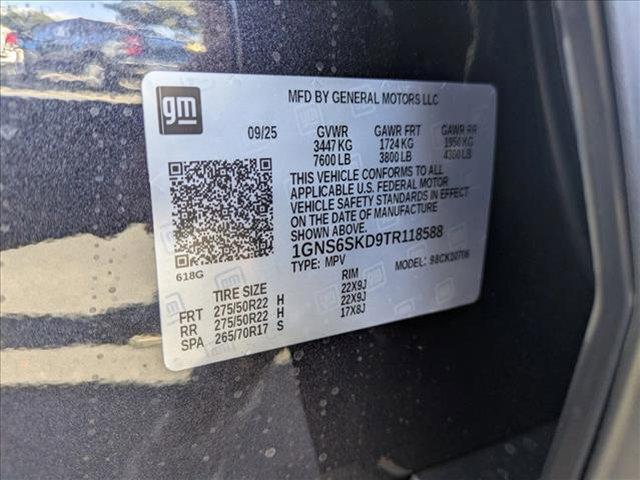 gm
MFD BY GENERAL MOTORS LLC
09/25 GVWR GAWR FRT GAWR RR
3447 KG 1724 KG 1950 KG
7600 LB 3800 LB 4300 LB
THIS VEHICLE CONFORMS TO ALL
APPLICABLE U.S. FEDERAL MOTOR
VEHICLE SAFETY STANDARDS IN EFFECT
ON THE DATE OF MANUFACTURE
SHOWN ABOVE.
1GNS6SKD9TR118588
618G
TYPE: MPV MODEL:
TIRE SIZE RIM
FRT 275/50R22 H 22X9J
RR 275/50R22 H 22X9J
SPA 265/70R17 S 17X8J